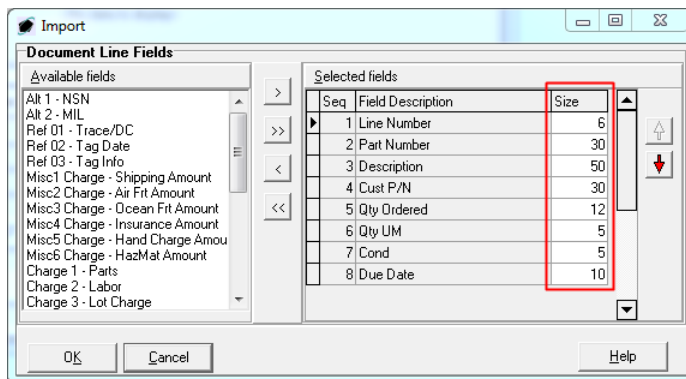 Import
Document Line Fields
Available fields
Alt 1 - NSN
Alt 2 - MIL
Ref 01 - Trace/DC
Ref 02 - Tag Date
Ref 03 - Tag Info
Misc1 Charge - Shipping Amount
Misc2 Charge - Air Frt Amount
Misc3 Charge - Ocean Frt Amount
Misc4 Charge - Insurance Amount
Misc5 Charge - Hand Charge Amou
Misc6 Charge - HazMat Amount
Charge 1 - Parts
Charge 2 - Labor
Charge 3 - Lot Charge
>
>>
<
<<
Selected fields
Seq Field Description Size
1 Line Number 6
2 Part Number 30
3 Description 50
4 Cust P/N 30
5 Qty Ordered 12
6 Qty UM 5
7 Cond 5
8 Due Date 10
OK Cancel Help